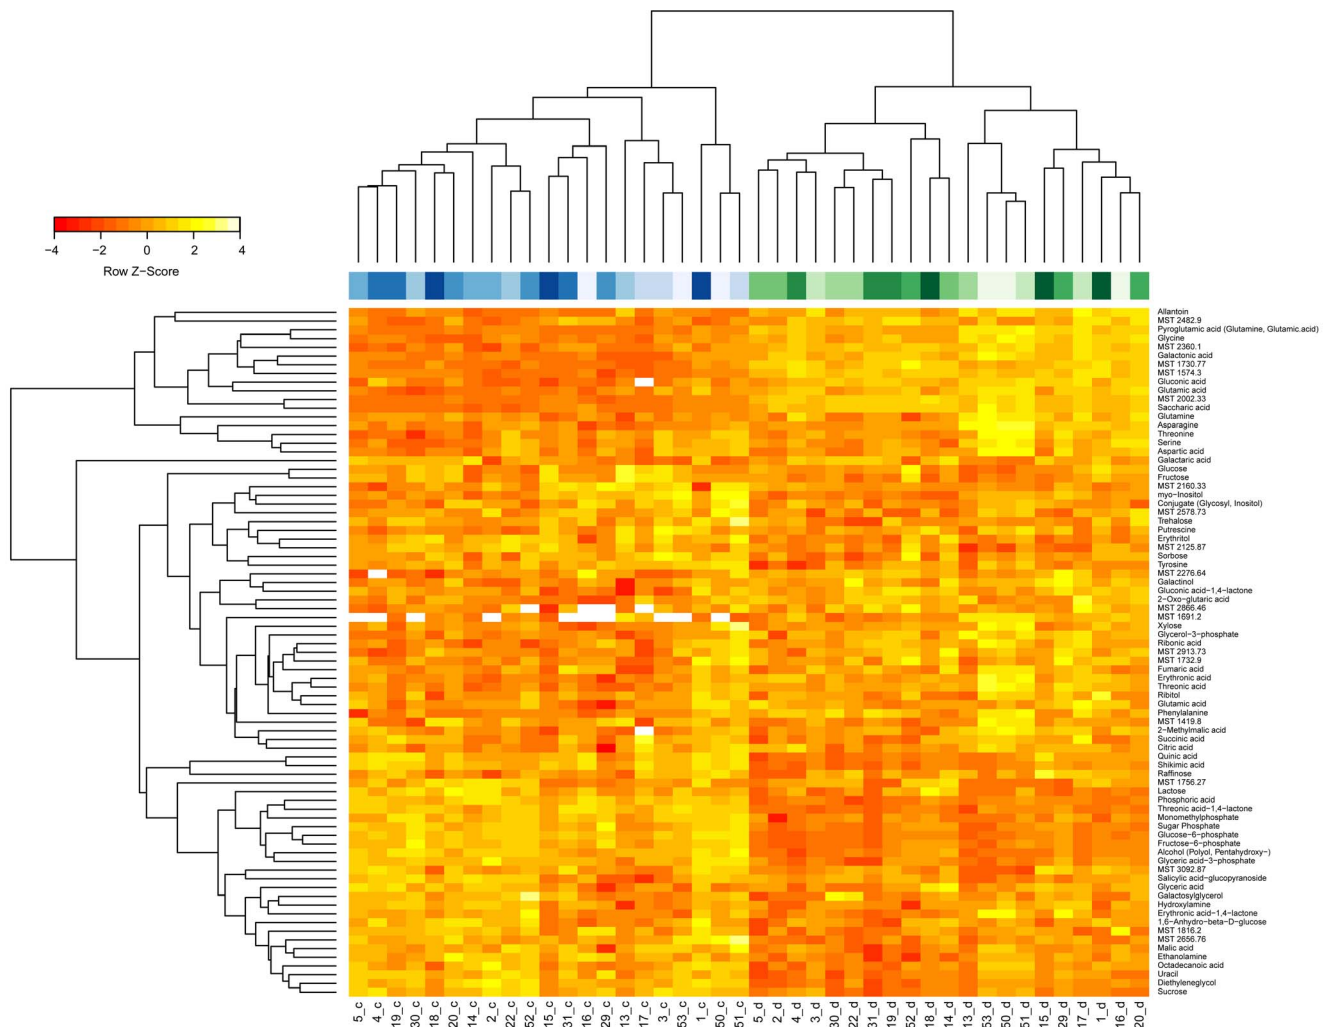 −4 −2 0 2 4
Row Z−Score
Allantoin
MST 2482.9
Pyroglutamic acid (Glutamine, Glutamic.acid)
Glycine
MST 2360.1
Galactonic acid
MST 1730.77
MST 1574.3
Gluconic acid
Glutamic acid
MST 2002.33
Saccharic acid
Glutamine
Asparagine
Threonine
Serine
Aspartic acid
Galactaric acid
Glucose
Fructose
MST 2160.33
myo−Inositol
Conjugate (Glycosyl, Inositol)
MST 2578.73
Trehalose
Putrescine
Erythritol
MST 2125.87
Sorbose
Tyrosine
MST 2276.64
Galactinol
Gluconic acid−1,4−lactone
2−Oxo−glutaric acid
MST 2866.46
MST 1691.2
Xylose
Glycerol−3−phosphate
Ribonic acid
MST 2913.73
MST 1732.9
Fumaric acid
Erythronic acid
Threonic acid
Ribitol
Glutamic acid
Phenylalanine
MST 1419.8
2−Methylmalic acid
Succinic acid
Citric acid
Quinic acid
Shikimic acid
Raffinose
MST 1756.27
Lactose
Phosphoric acid
Threonic acid−1,4−lactone
Monomethylphosphate
Sugar Phosphate
Glucose−6−phosphate
Fructose−6−phosphate
Alcohol (Polyol, Pentahydroxy−)
Glyceric acid−3−phosphate
MST 3092.87
Salicylic acid−glucopyranoside
Glyceric acid
Galactosylglycerol
Hydroxylamine
Erythronic acid−1,4−lactone
1,6−Anhydro−beta−D−glucose
MST 1816.2
MST 2656.76
Malic acid
Ethanolamine
Octadecanoic acid
Uracil
Diethyleneglycol
Sucrose
5_c 4_c 19_c 30_c 18_c 20_c 14_c 2_c 22_c 52_c 15_c 31_c 16_c 29_c 13_c 17_c 3_c 53_c 1_c 50_c 51_c 5_d 2_d 4_d 3_d 30_d 22_d 31_d 19_d 52_d 18_d 14_d 13_d 53_d 50_d 51_d 15_d 29_d 17_d 1_d 16_d 20_d